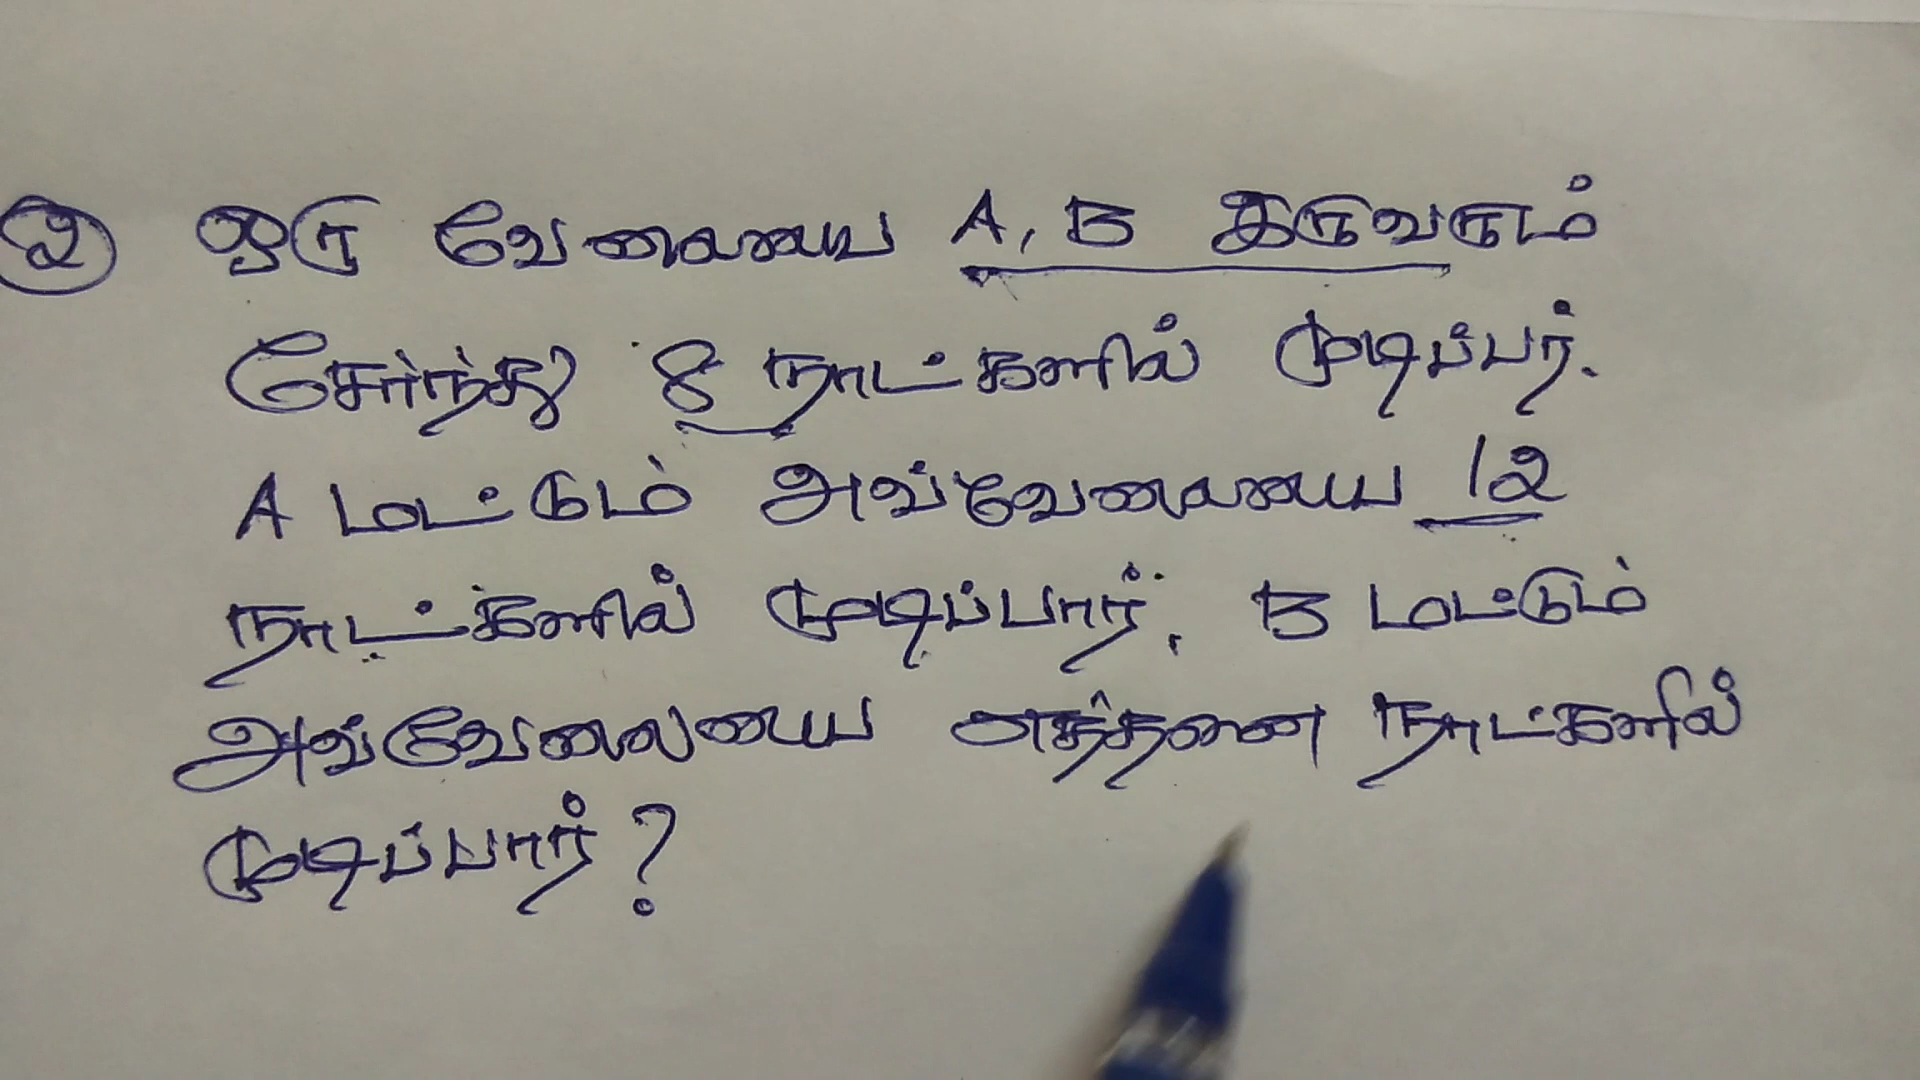 2 ஒரு வேலையை A, B இருவரும்
சேர்ந்து 8 நாட்களில் முடிப்பர்.
A மட்டும் அவ்வேலையை 12
நாட்களில் முடிப்பார். B மட்டும்
அவ்வேலையை எத்தனை நாட்களில்
முடிப்பார்?